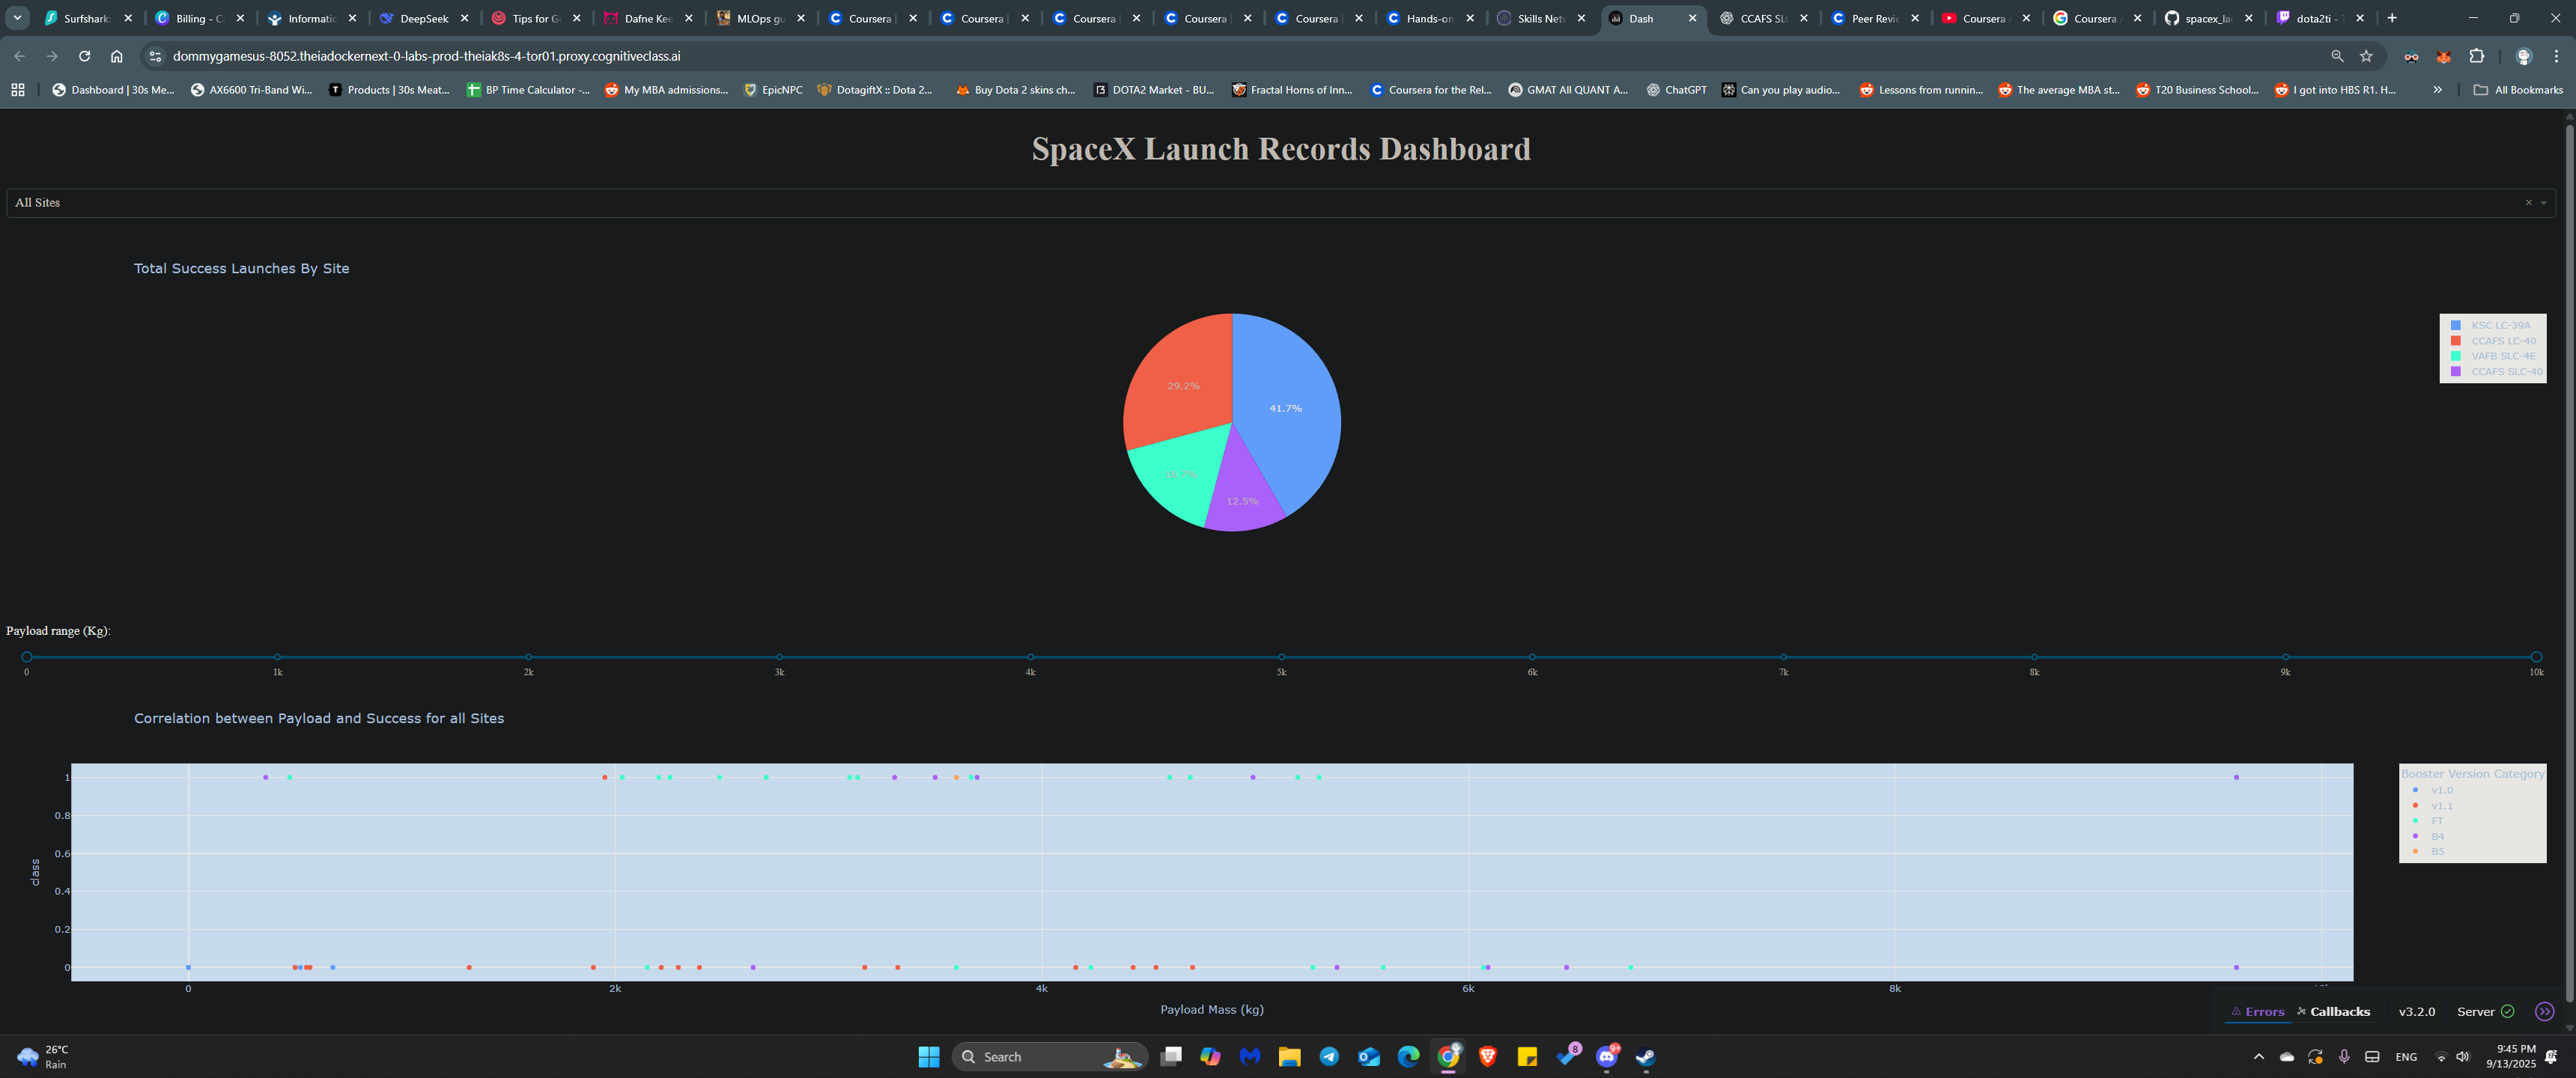 Surfshark:
Billing - Ca
Informatic
DeepSeek
Tips for Ge
Dafne Kee
MLOps gu
Coursera |
Coursera |
Coursera |
Coursera |
Coursera |
Hands-on
Skills Netw
Dash
CCAFS SLC
Peer Revie
Coursera
Coursera
spacex_lau
dota2ti - T
dommygamesus-8052.theiadockernext-0-labs-prod-theiak8s-4-tor01.proxy.cognitiveclass.ai
Dashboard | 30s Me...
AX6600 Tri-Band Wi...
Products | 30s Meat...
BP Time Calculator -...
My MBA admissions...
EpicNPC
DotagiftX :: Dota 2...
Buy Dota 2 skins ch...
DOTA2 Market - BU...
Fractal Horns of Inn...
Coursera for the Rel...
GMAT All QUANT A...
ChatGPT
Can you play audio...
Lessons from runnin...
The average MBA st...
T20 Business School...
I got into HBS R1. H...
All Bookmarks
SpaceX Launch Records Dashboard
All Sites
Total Success Launches By Site
29.2%
41.7%
16.7%
12.5%
KSC LC-39A
CCAFS LC-40
VAFB SLC-4E
CCAFS SLC-40
Payload range (Kg):
0 1k 2k 3k 4k 5k 6k 7k 8k 9k 10k
Correlation between Payload and Success for all Sites
1
0.8
0.6
0.4
0.2
0
class
0 2k 4k 6k 8k
Payload Mass (kg)
Booster Version Category
v1.0
v1.1
FT
B4
B5
Errors
Callbacks
v3.2.0
Server
26°C
Rain
Search
8
9+
ENG
9:45 PM
9/13/2025